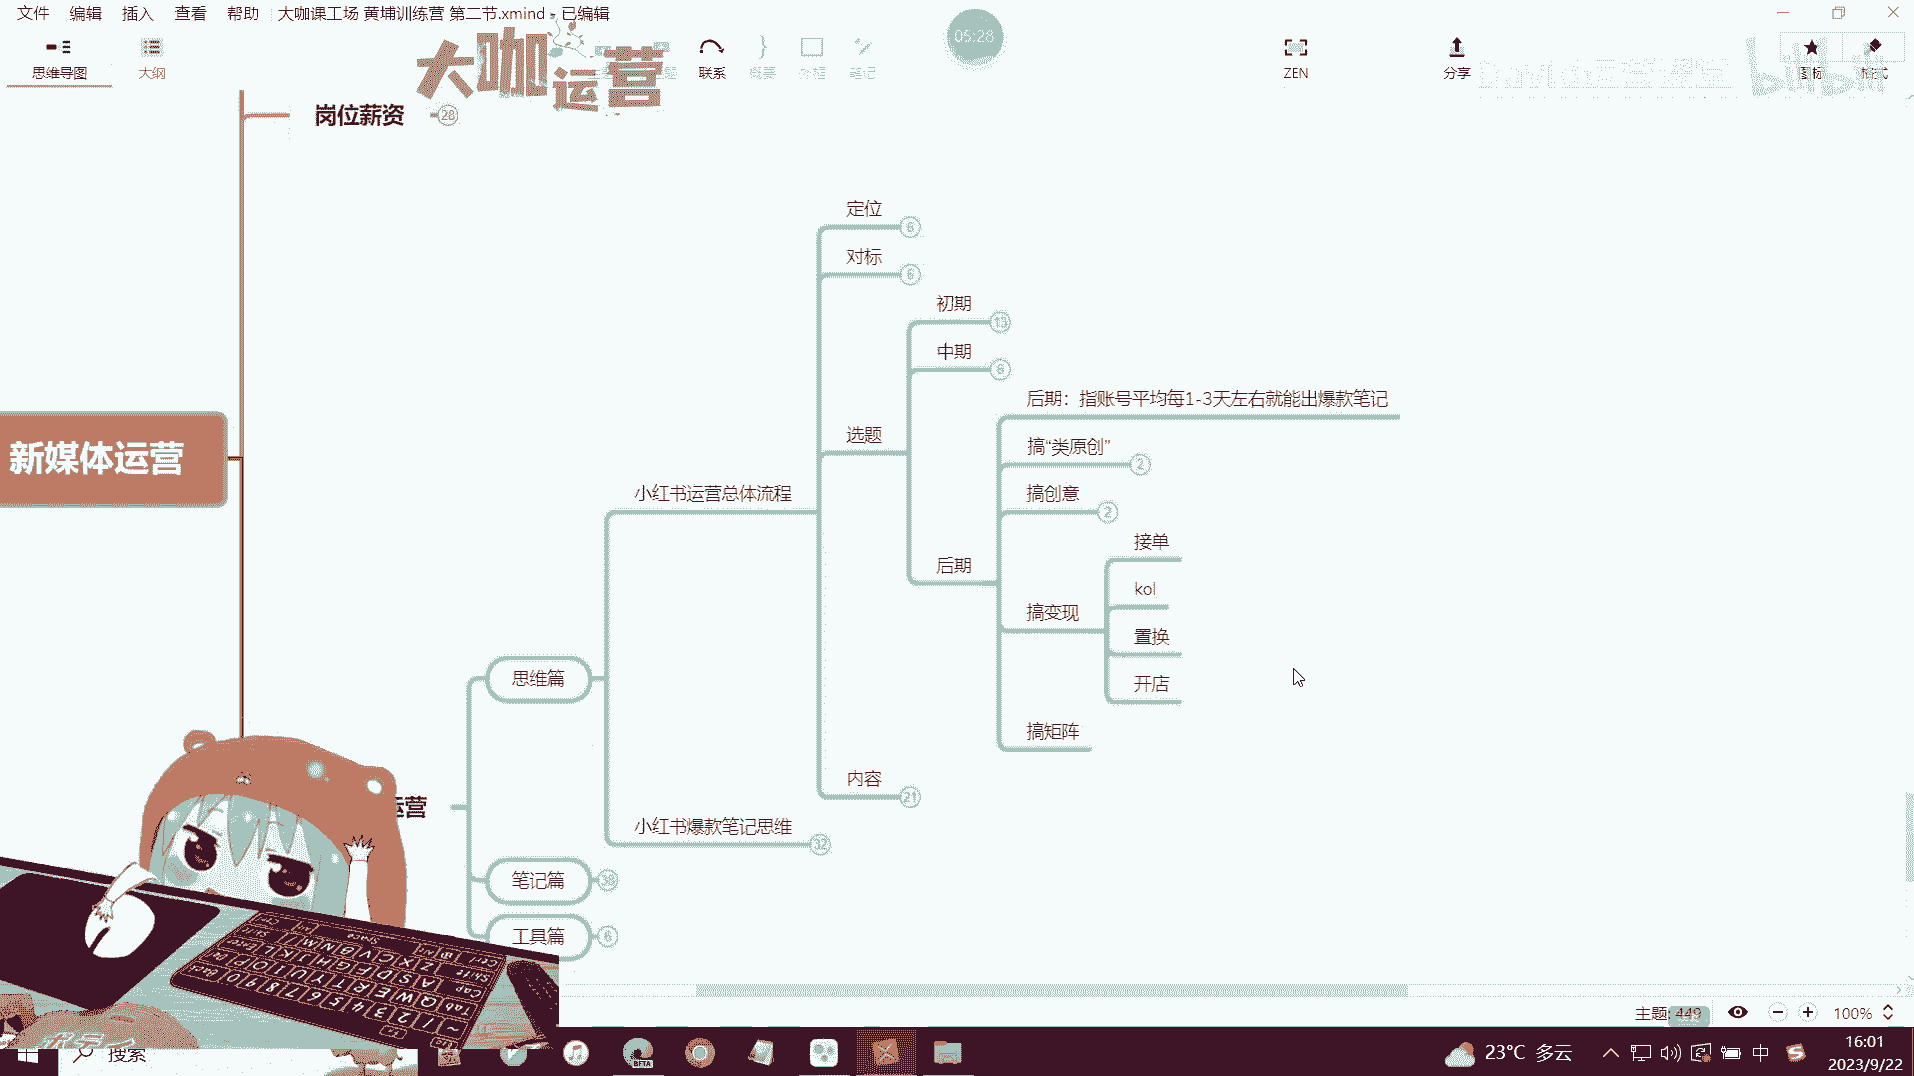 文件 编辑 插入 查看 帮助 大咖课工场 黄埔训练营 第二节.xmind - 已编辑
思维导图 大纲 联系 概要 外框 笔记 05:28 ZEN 分享 图标 格式
大咖运营
bilibili
岗位薪资 28
定位 6
对标 6
初期 13
中期 8
后期：指账号平均每1-3天左右就能出爆款笔记
选题
搞“类原创” 2
新媒体运营
小红书运营总体流程
搞创意 2
接单
后期
kol
搞变现
置换
思维篇
开店
搞矩阵
内容 21
运营
小红书爆款笔记思维 32
笔记篇 38
工具篇 6
主题: 449 100%
搜索
BETA
23°C 多云 中 16:01
2023/9/22